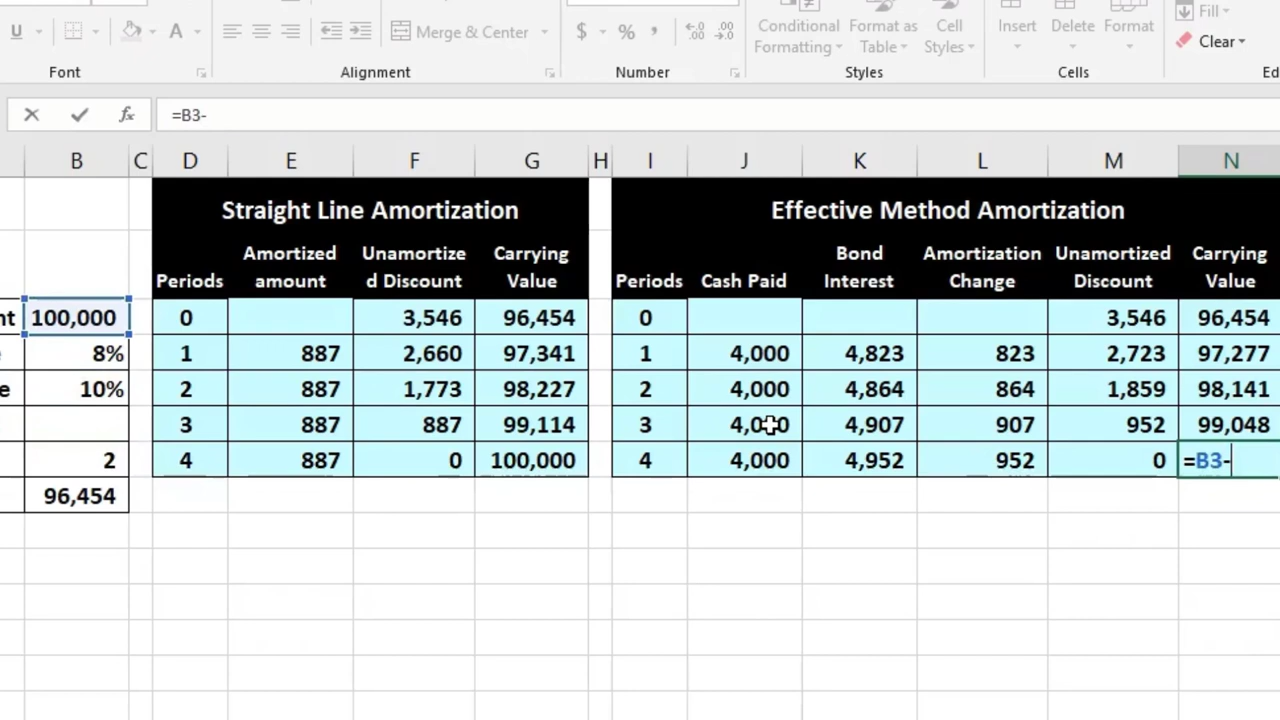 Conditional Format as Cell Insert Delete Format Fill
U A Merge & Center $ % , Formatting Table Styles Clear
Font Alignment Number Styles Cells Ed
fx =B3-
B C D E F G H I J K L M N
Straight Line Amortization Effective Method Amortization
Amortized Unamortize Carrying Bond Amortization Unamortized Carrying
Periods amount d Discount Value Periods Cash Paid Interest Change Discount Value
nt 100,000 0 3,546 96,454 0 3,546 96,454
e 8% 1 887 2,660 97,341 1 4,000 4,823 823 2,723 97,277
e 10% 2 887 1,773 98,227 2 4,000 4,864 864 1,859 98,141
3 887 887 99,114 3 4,000 4,907 907 952 99,048
2 4 887 0 100,000 4 4,000 4,952 952 0 =B3-
96,454